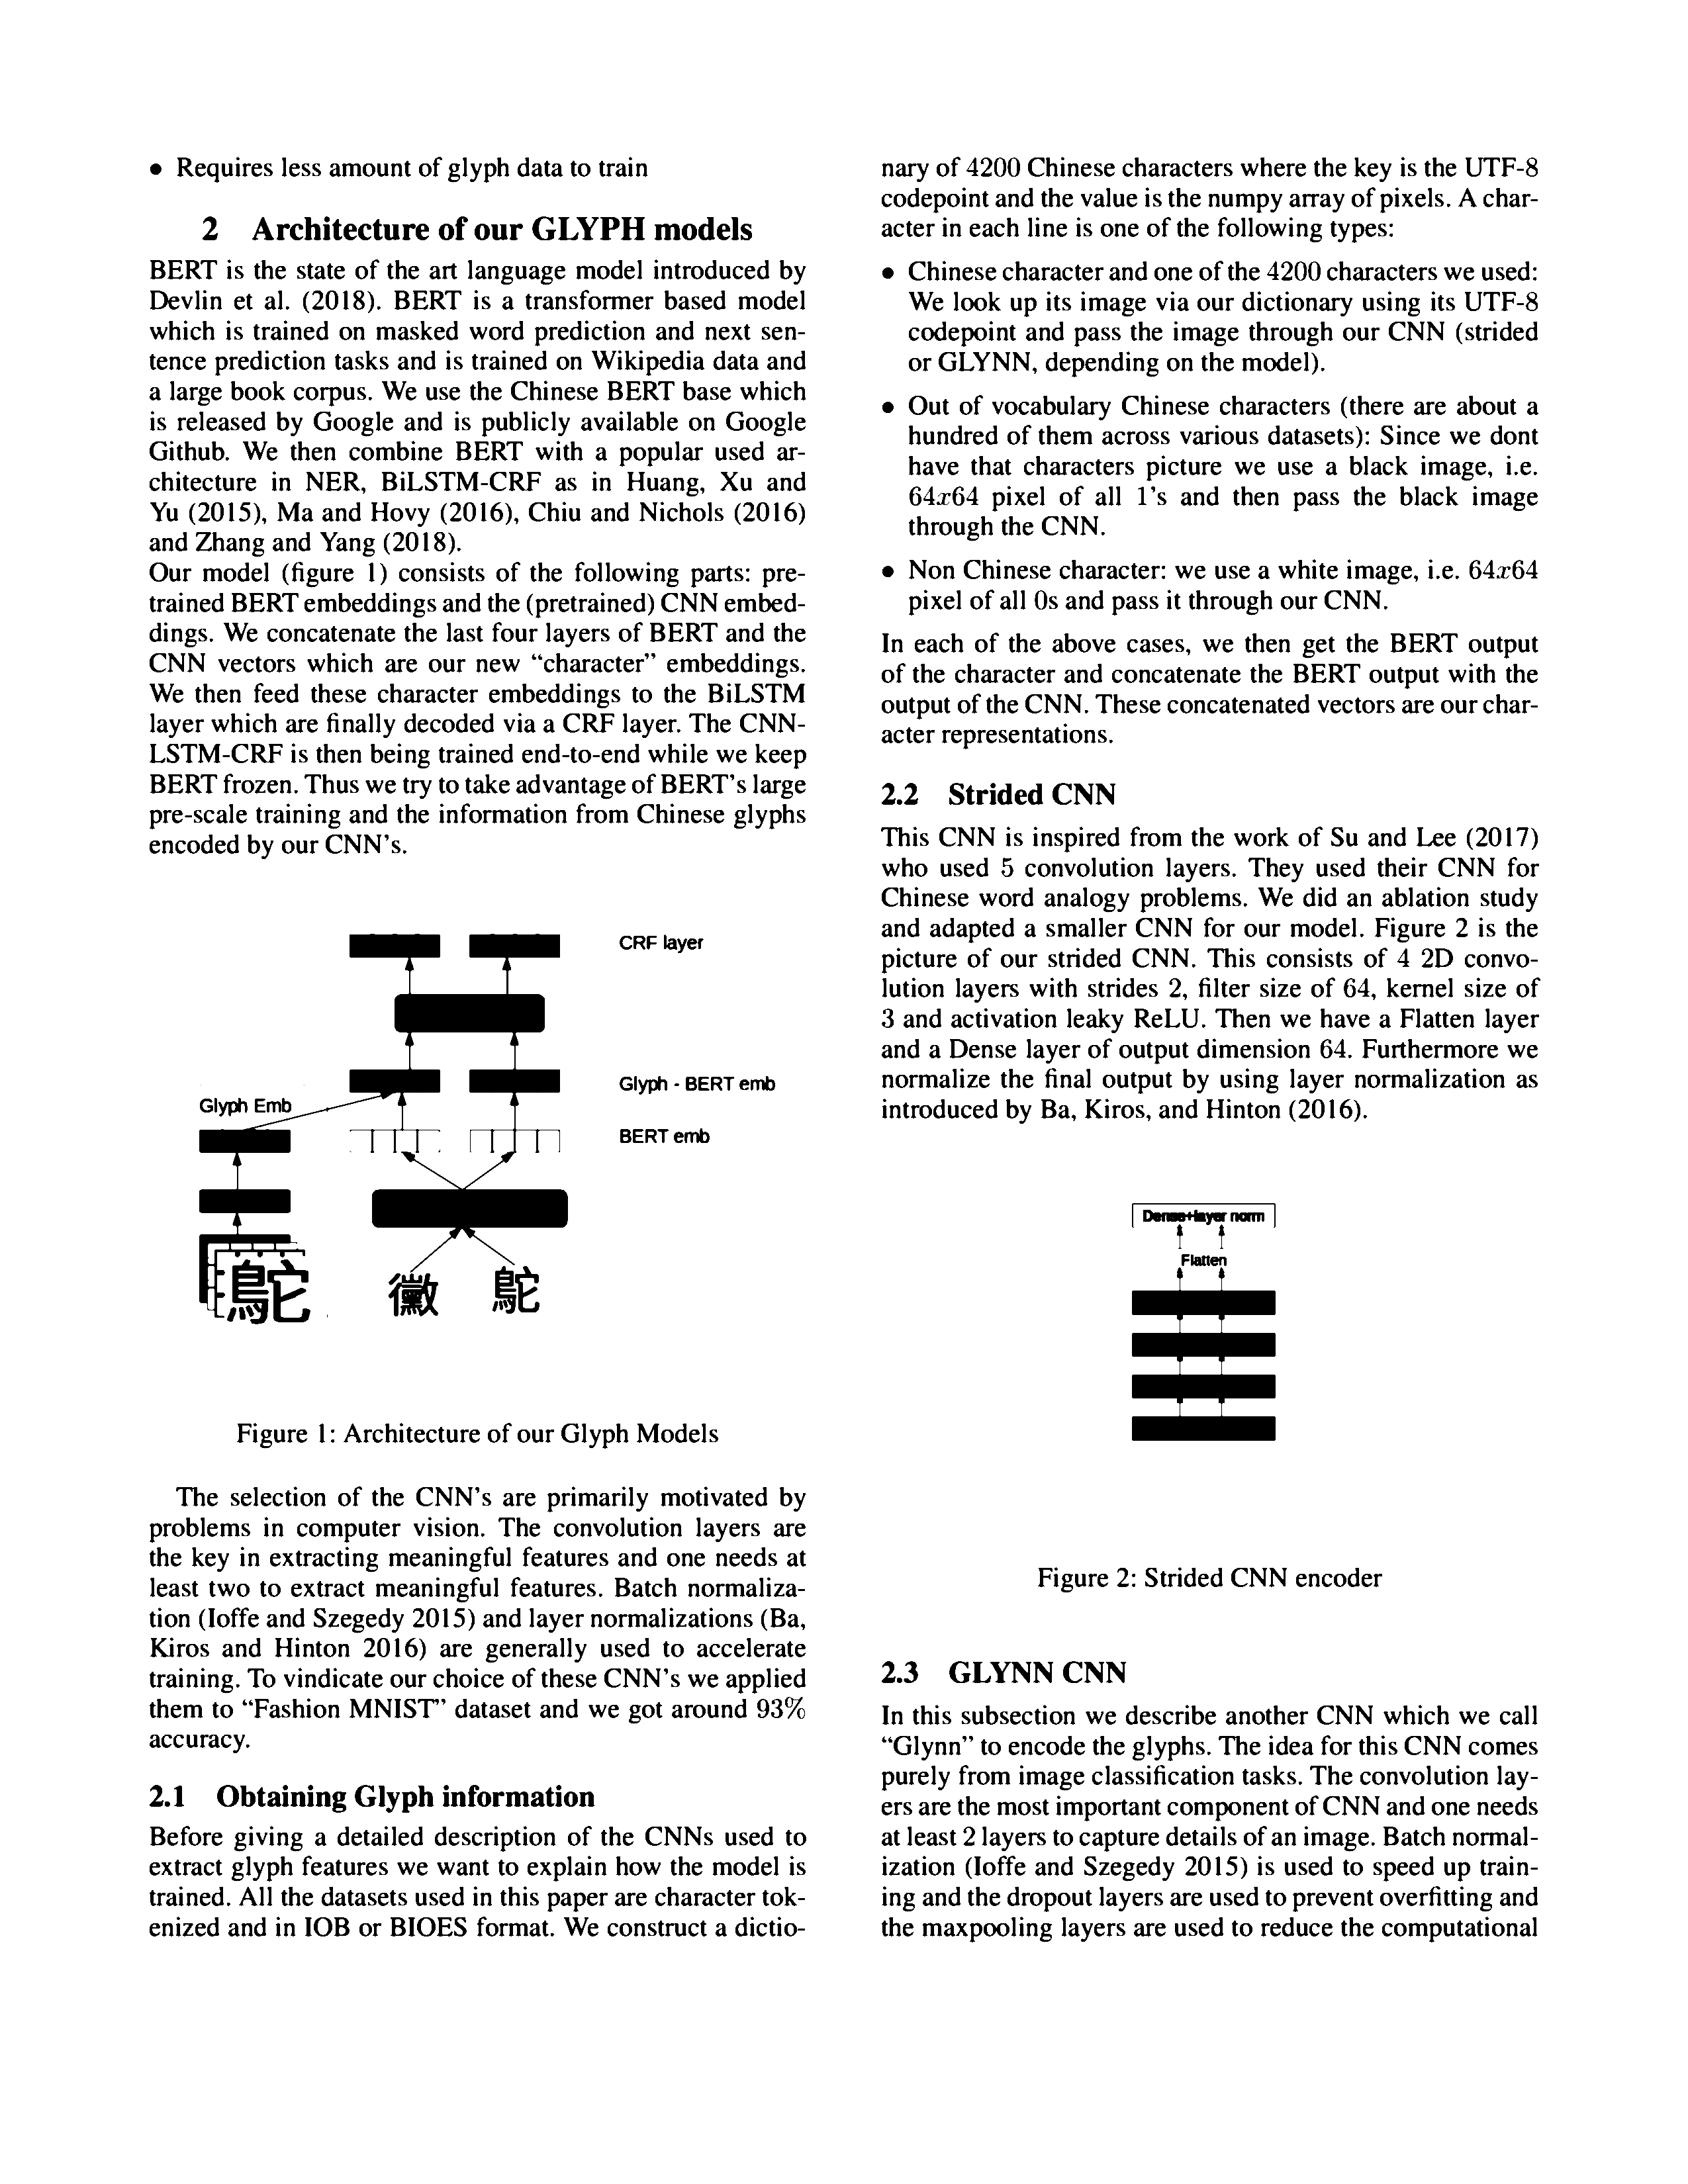 • Requires less amount of glyph data to train
2 Architecture of our GLYPH models
BERT is the state of the art language model introduced by
Devlin et al. (2018). BERT is a transformer based model
which is trained on masked word prediction and next sen-
tence prediction tasks and is trained on Wikipedia data and
a large book corpus. We use the Chinese BERT base which
is released by Google and is publicly available on Google
Github. We then combine BERT with a popular used ar-
chitecture in NER, BiLSTM-CRF as in Huang, Xu and
Yu (2015), Ma and Hovy (2016), Chiu and Nichols (2016)
and Zhang and Yang (2018).
Our model (figure 1) consists of the following parts: pre-
trained BERT embeddings and the (pretrained) CNN embed-
dings. We concatenate the last four layers of BERT and the
CNN vectors which are our new “character” embeddings.
We then feed these character embeddings to the BiLSTM
layer which are finally decoded via a CRF layer. The CNN-
LSTM-CRF is then being trained end-to-end while we keep
BERT frozen. Thus we try to take advantage of BERT's large
pre-scale training and the information from Chinese glyphs
encoded by our CNN's.
CRF layer
Glyph - BERT emb
Glyph Emb
BERT emb
鴕
黴 鴕
Figure 1: Architecture of our Glyph Models
The selection of the CNN's are primarily motivated by
problems in computer vision. The convolution layers are
the key in extracting meaningful features and one needs at
least two to extract meaningful features. Batch normaliza-
tion (Ioffe and Szegedy 2015) and layer normalizations (Ba,
Kiros and Hinton 2016) are generally used to accelerate
training. To vindicate our choice of these CNN's we applied
them to “Fashion MNIST” dataset and we got around 93%
accuracy.
2.1 Obtaining Glyph information
Before giving a detailed description of the CNNs used to
extract glyph features we want to explain how the model is
trained. All the datasets used in this paper are character tok-
enized and in IOB or BIOES format. We construct a dictio-
nary of 4200 Chinese characters where the key is the UTF-8
codepoint and the value is the numpy array of pixels. A char-
acter in each line is one of the following types:
• Chinese character and one of the 4200 characters we used:
We look up its image via our dictionary using its UTF-8
codepoint and pass the image through our CNN (strided
or GLYNN, depending on the model).
• Out of vocabulary Chinese characters (there are about a
hundred of them across various datasets): Since we dont
have that characters picture we use a black image, i.e.
64x64 pixel of all 1's and then pass the black image
through the CNN.
• Non Chinese character: we use a white image, i.e. 64x64
pixel of all 0s and pass it through our CNN.
In each of the above cases, we then get the BERT output
of the character and concatenate the BERT output with the
output of the CNN. These concatenated vectors are our char-
acter representations.
2.2 Strided CNN
This CNN is inspired from the work of Su and Lee (2017)
who used 5 convolution layers. They used their CNN for
Chinese word analogy problems. We did an ablation study
and adapted a smaller CNN for our model. Figure 2 is the
picture of our strided CNN. This consists of 4 2D convo-
lution layers with strides 2, filter size of 64, kernel size of
3 and activation leaky ReLU. Then we have a Flatten layer
and a Dense layer of output dimension 64. Furthermore we
normalize the final output by using layer normalization as
introduced by Ba, Kiros, and Hinton (2016).
Dense+layer norm
Flatten
Figure 2: Strided CNN encoder
2.3 GLYNN CNN
In this subsection we describe another CNN which we call
“Glynn” to encode the glyphs. The idea for this CNN comes
purely from image classification tasks. The convolution lay-
ers are the most important component of CNN and one needs
at least 2 layers to capture details of an image. Batch normal-
ization (Ioffe and Szegedy 2015) is used to speed up train-
ing and the dropout layers are used to prevent overfitting and
the maxpooling layers are used to reduce the computational